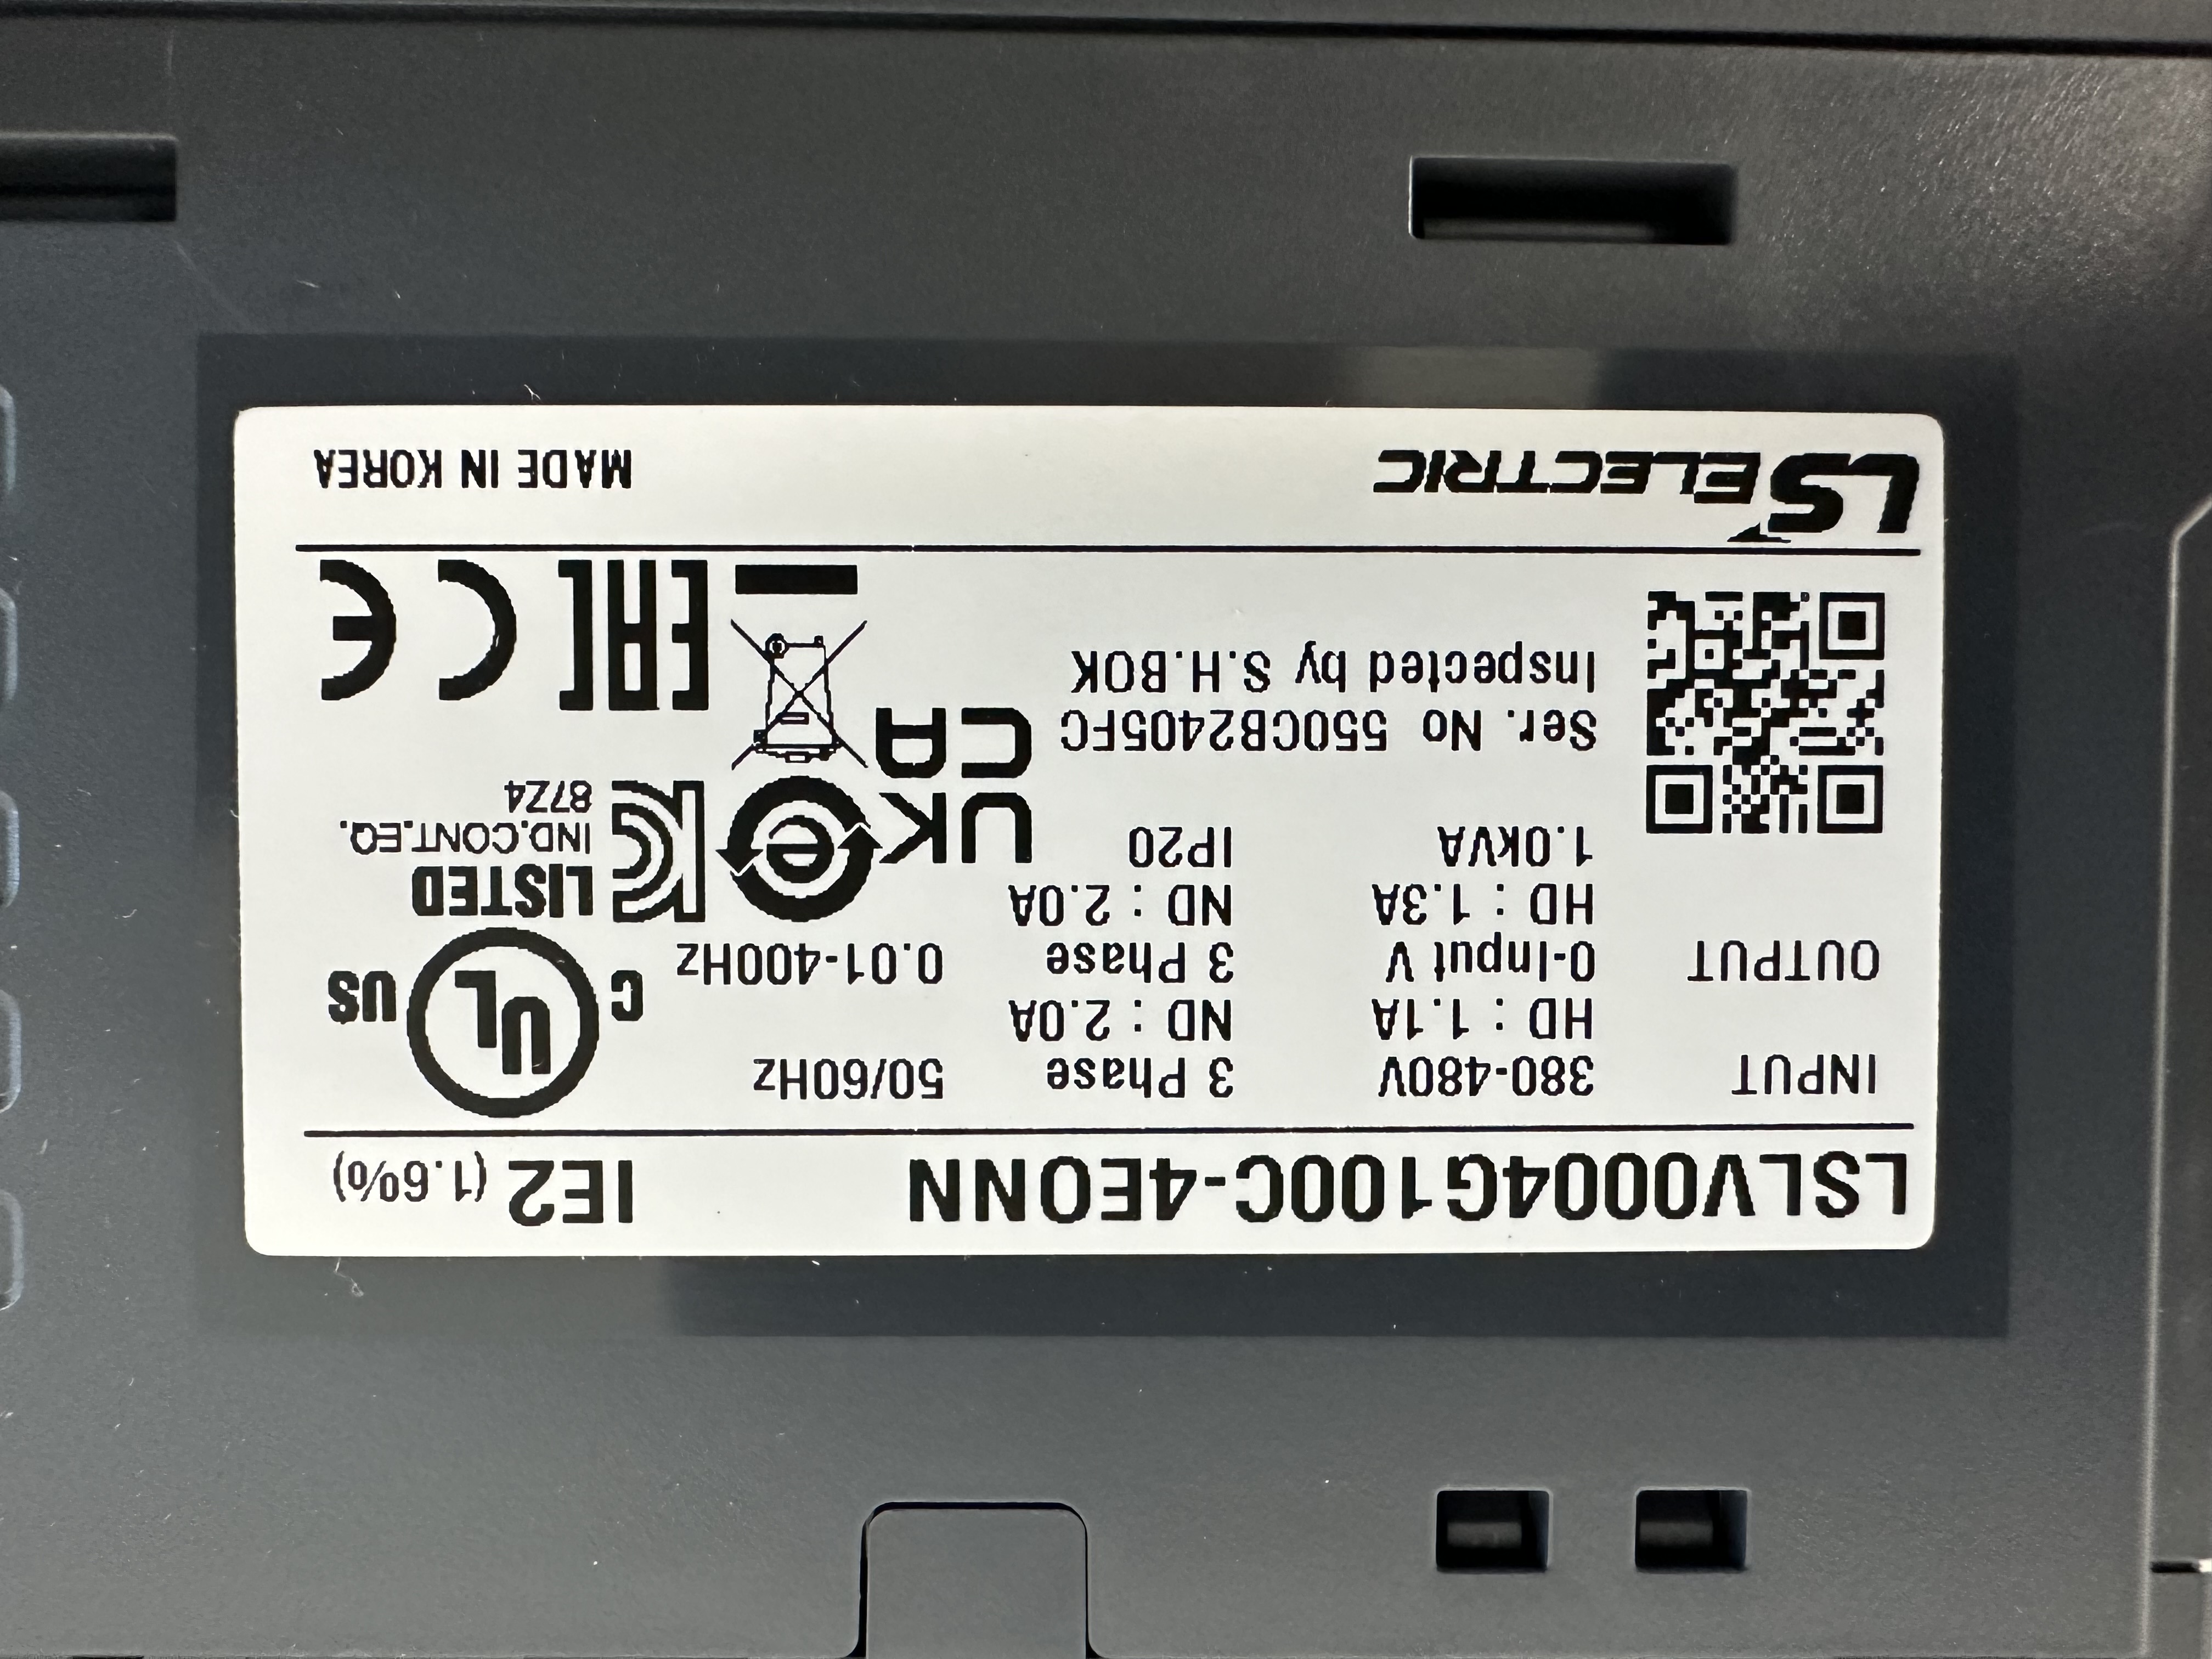 LSLV0004G100C-4EONN IE2 (1.6%)
INPUT 380-480V 3 Phase 50/60Hz
HD : 1.1A ND : 2.0A
OUTPUT 0-Input V 3 Phase 0.01-400Hz
HD : 1.3A ND : 2.0A
1.0kVA IP20
Ser. No 550CB2405FC
Inspected by S.H.BOK
UK
CA
C UL US
LISTED
IND.CONT.EQ.
87Z4
e
EAC CE
LS ELECTRIC MADE IN KOREA